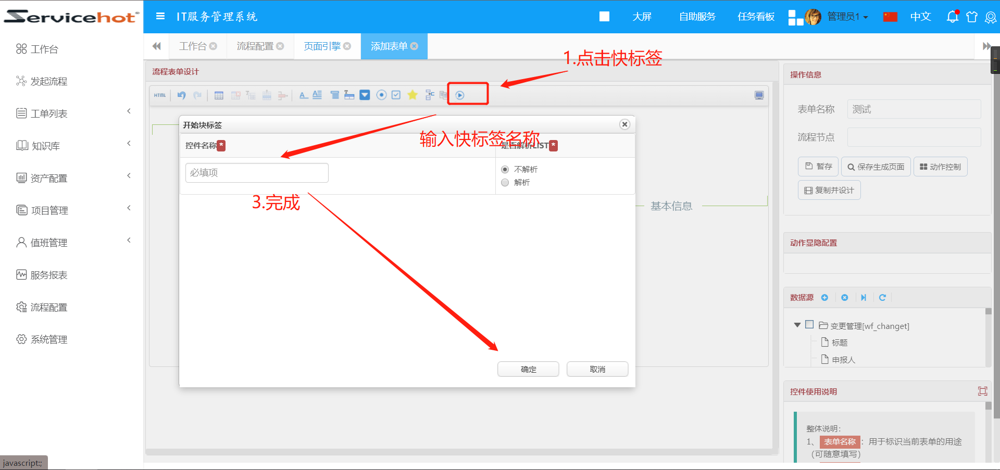 Servicehot®
IT服务管理系统
大屏
自助服务
任务看板
管理员1
中文
工作台
流程配置
页面引擎
添加表单
工作台
发起流程
工单列表
知识库
资产配置
项目管理
值班管理
服务报表
流程配置
系统管理
1.点击快标签
流程表单设计
HTML
开始块标签
输入快标签名称
控件名称*
是否解析LIST*
必填项
不解析
解析
3.完成
基本信息
确定
取消
操作信息
表单名称
测试
流程节点
暂存
保存生成页面
动作控制
复制并设计
动作显隐配置
数据源
变更管理[wf_changet]
标题
申报人
控件使用说明
整体说明:
1、表单名称：用于标识当前表单的用途
(可随意填写)
javascript:;